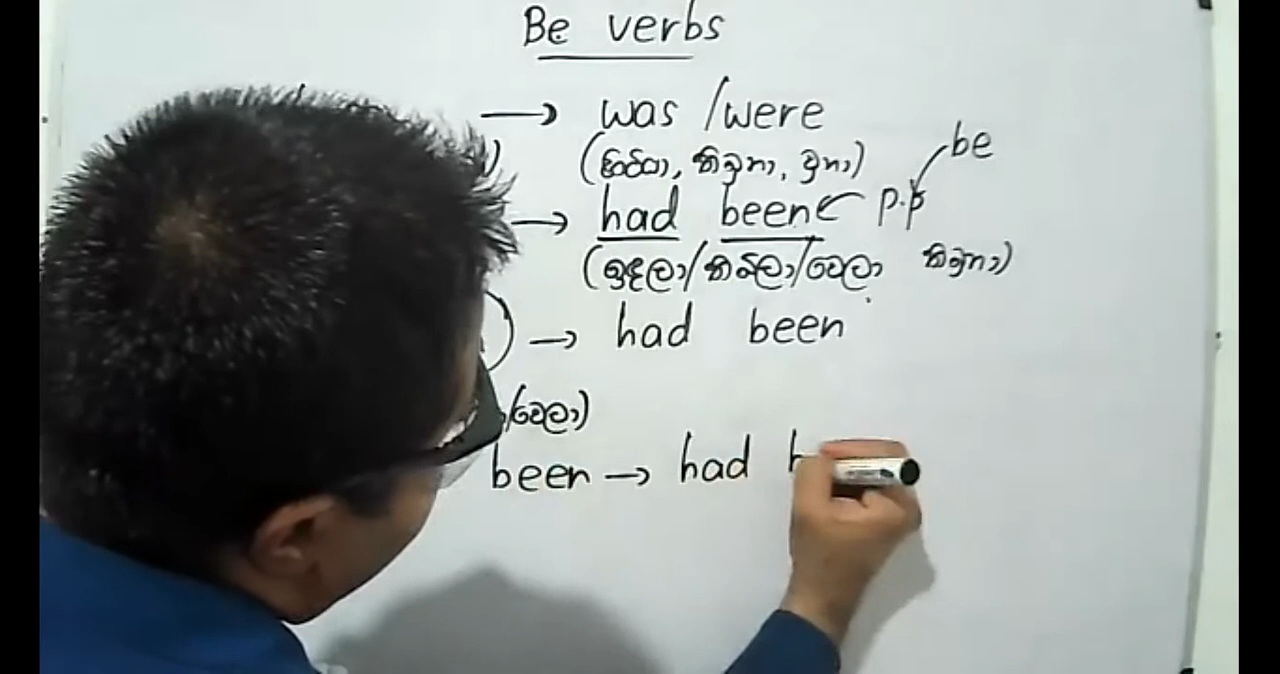 Be verbs
→ was /were
(හිටියා, තිබුනා, වුනා)
be
→ had been ← p.p
(ඉඳලා/තිබිලා/වෙලා තිබුනා)
→ had been
/වෙලා)
been → had b